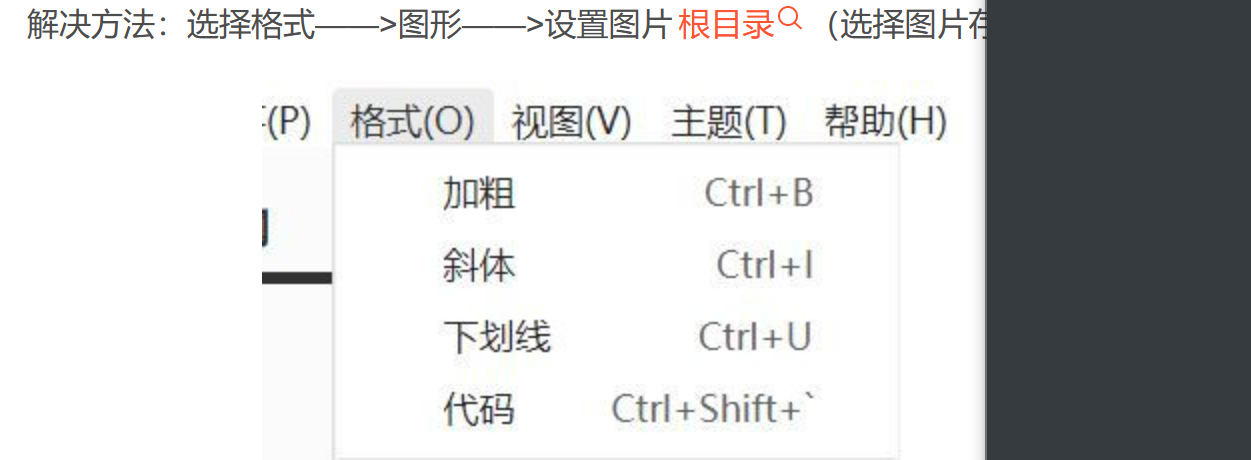 解决方法：选择格式——>图形——>设置图片 根目录（选择图片存
(P) 格式(O) 视图(V) 主题(T) 帮助(H)
加粗 Ctrl+B
斜体 Ctrl+I
下划线 Ctrl+U
代码 Ctrl+Shift+`